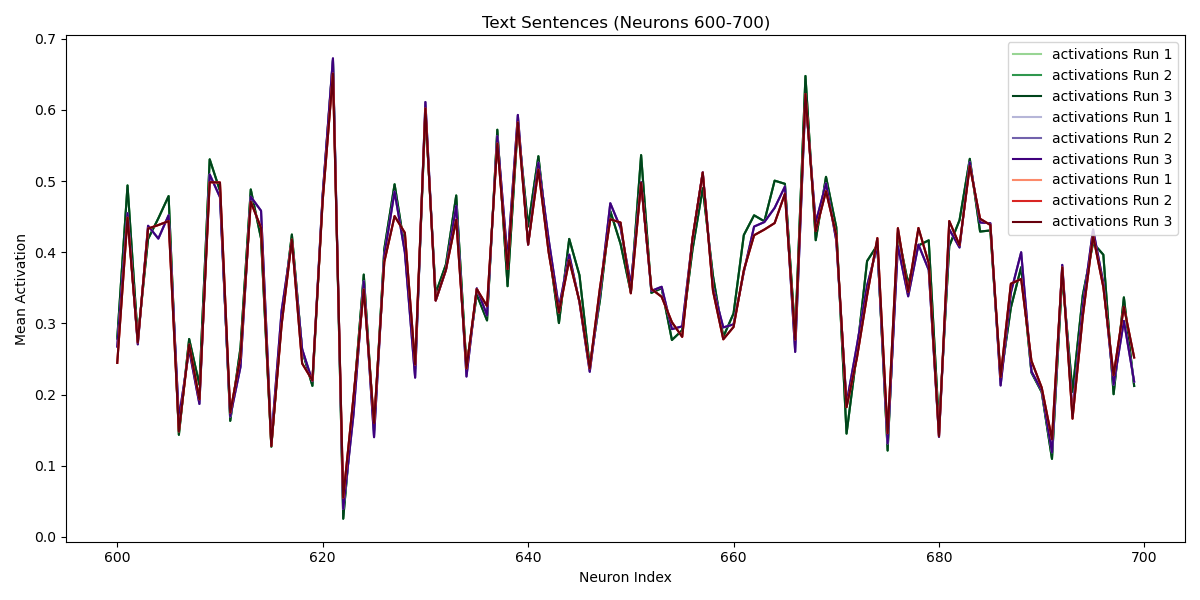 Text Sentences (Neurons 600-700)
activations Run 1
activations Run 2
activations Run 3
activations Run 1
activations Run 2
activations Run 3
activations Run 1
activations Run 2
activations Run 3
Mean Activation
0.7
0.6
0.5
0.4
0.3
0.2
0.1
0.0
600 620 640 660 680 700
Neuron Index